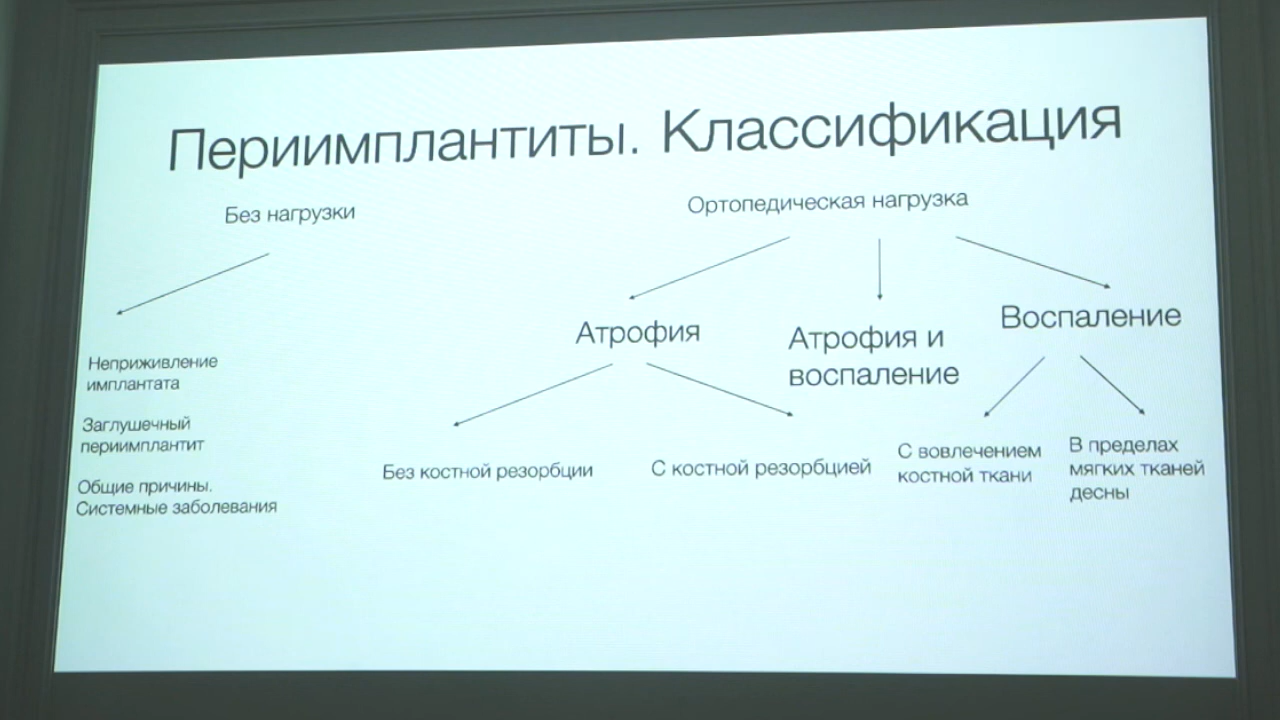 Периимплантиты. Классификация
Без нагрузки
Ортопедическая нагрузка
Неприживление
имплантата
Заглушечный
периимплантит
Общие причины.
Системные заболевания
Атрофия
Атрофия и
воспаление
Воспаление
Без костной резорбции
С костной резорбцией
С вовлечением
костной ткани
В пределах
мягких тканей
десны